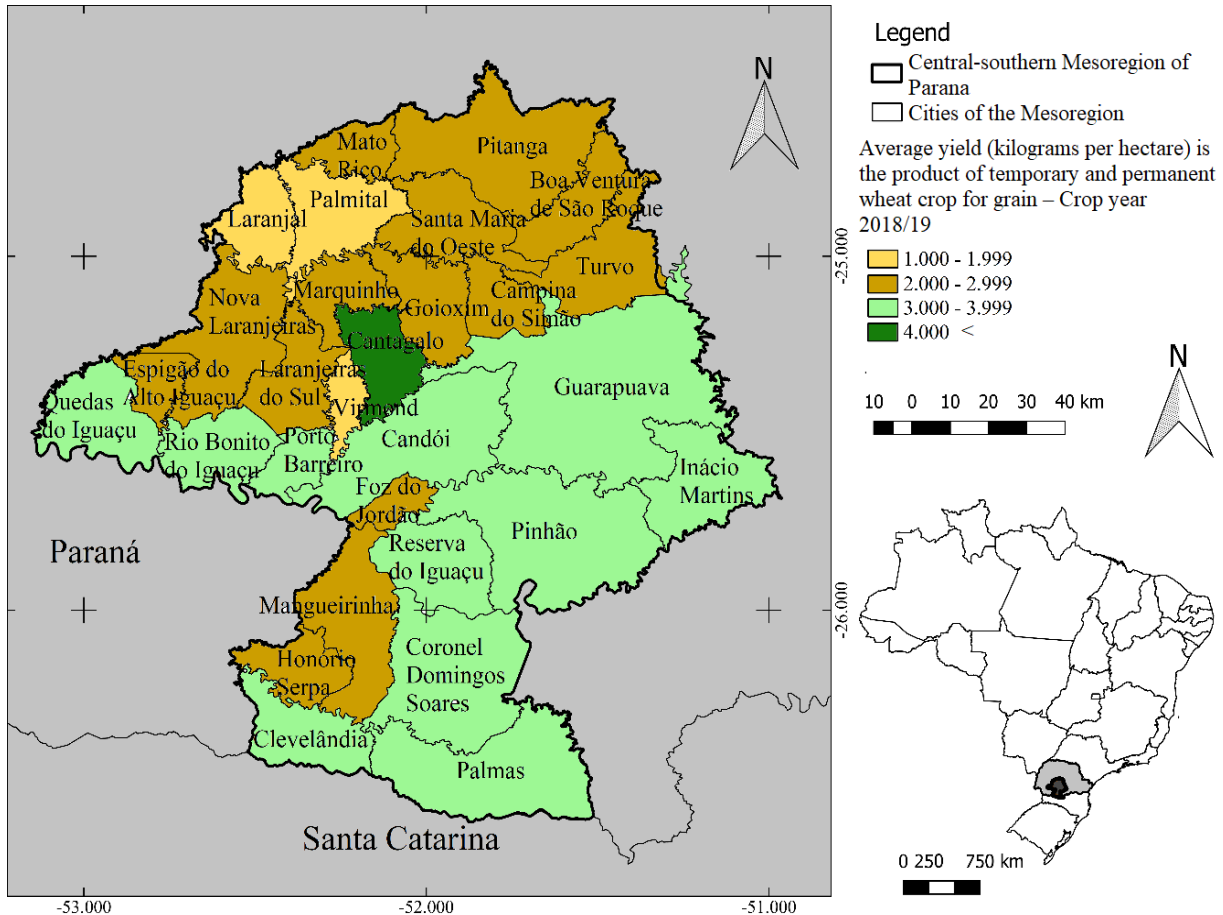 N
Mato
Rico
Pitanga
Boa Ventura
de São Roque
Palmital
Laranjal
Santa Maria
do Oeste
Turvo
Nova
Laranjeiras
Marquinho
Goioxim
Campina
do Simão
Cantagalo
Espigão do
Alto Iguaçu
Laranjeiras
do Sul
Guarapuava
Quedas
do Iguaçu
Virmond
Rio Bonito
do Iguaçu
Porto
Barreiro
Candói
Inácio
Martins
Foz do
Jordão
Pinhão
Reserva
do Iguaçu
Paraná
Mangueirinha
Coronel
Domingos
Soares
Honório
Serpa
Clevelândia
Palmas
Santa Catarina
-53.000
-52.000
-51.000
-25.000
-26.000
Legend
Central-southern Mesoregion of
Parana
Cities of the Mesoregion
Average yield (kilograms per hectare) is
the product of temporary and permanent
wheat crop for grain – Crop year
2018/19
1.000 - 1.999
2.000 - 2.999
3.000 - 3.999
4.000 <
10 0 10 20 30 40 km
N
0 250 750 km